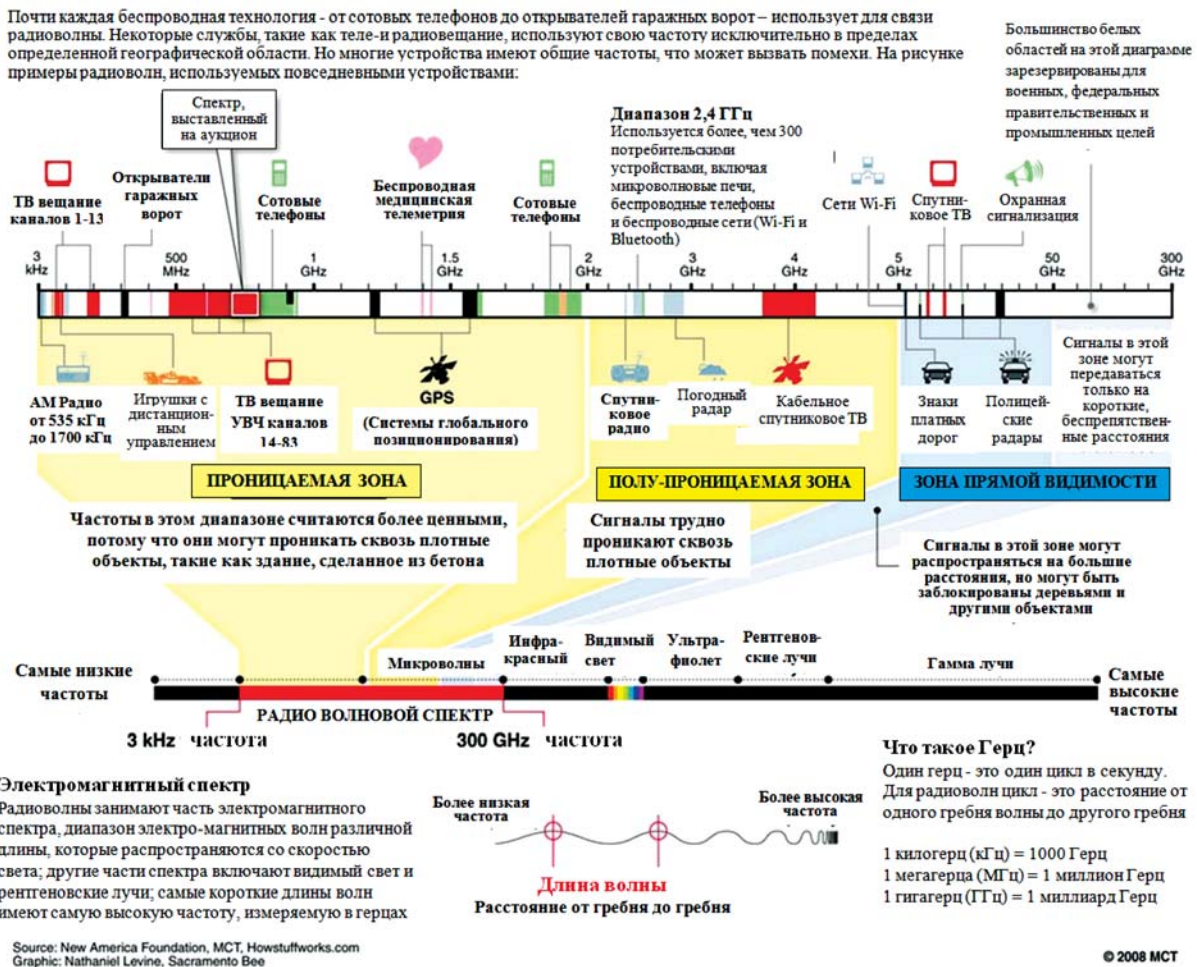 Почти каждая беспроводная технология - от сотовых телефонов до открывателей гаражных ворот – использует для связи
радиоволны. Некоторые службы, такие как теле-и радиовещание, используют свою частоту исключительно в пределах
определенной географической области. Но многие устройства имеют общие частоты, что может вызвать помехи. На рисунке
примеры радиоволн, используемых повседневными устройствами:
Большинство белых
областей на этой диаграмме
зарезервированы для
военных, федеральных
правительственных и
промышленных целей
Спектр,
выставленный
на аукцион
ТВ вещание
каналов 1-13
Открыватели
гаражных
ворот
Сотовые
телефоны
Беспроводная
медицинская
телеметрия
Сотовые
телефоны
Диапазон 2,4 ГГц
Используется более, чем 300
потребительскими
устройствами, включая
микроволновые печи,
беспроводные телефоны
и беспроводные сети (Wi-Fi и
Bluetooth)
Сети Wi-Fi
Спутни-
ковое ТВ
Охранная
сигнализация
3 kHz
500 MHz
1 GHz
1.5 GHz
2 GHz
3 GHz
4 GHz
5 GHz
50 GHz
300 GHz
АМ Радио
от 535 кГц
до 1700 кГц
Игрушки с
дистанцион-
ным
управлением
ТВ вещание
УВЧ каналов
14-83
GPS
(Системы глобального
позиционирования)
Спутни-
ковое
радио
Погодный
радар
Кабельное
спутниковое ТВ
Знаки
платных
дорог
Полицей-
ские
радары
Сигналы в этой
зоне могут
передаваться
только на
короткие,
беспрепятствен-
ные расстояния
ПРОНИЦАЕМАЯ ЗОНА
ПОЛУ-ПРОНИЦАЕМАЯ ЗОНА
ЗОНА ПРЯМОЙ ВИДИМОСТИ
Частоты в этом диапазоне считаются более ценными,
потому что они могут проникать сквозь плотные
объекты, такие как здание, сделанное из бетона
Сигналы трудно
проникают сквозь
плотные объекты
Сигналы в этой зоне могут
распространяться на большие
расстояния, но могут быть
заблокированы деревьями и
другими объектами
Самые низкие
частоты
Микроволны
Инфра-
красный
Видимый
свет
Ультра-
фиолет
Рентгенов-
ские лучи
Гамма лучи
Самые
высокие
частоты
РАДИО ВОЛНОВОЙ СПЕКТР
3 kHz частота
300 GHz частота
Электромагнитный спектр
Радиоволны занимают часть электромагнитного
спектра, диапазон электро-магнитных волн различной
длины, которые распространяются со скоростью
света; другие части спектра включают видимый свет и
рентгеновские лучи; самые короткие длины волн
имеют самую высокую частоту, измеряемую в герцах
Более низкая
частота
Более высокая
частота
Длина волны
Расстояние от гребня до гребня
Что такое Герц?
Один герц - это один цикл в секунду.
Для радиоволн цикл - это расстояние от
одного гребня волны до другого гребня
1 килогерц (кГц) = 1000 Герц
1 мегагерца (МГц) = 1 миллион Герц
1 гигагерц (ГГц) = 1 миллиард Герц
Source: New America Foundation, MCT, Howstuffworks.com
Graphic: Nathaniel Levine, Sacramento Bee
© 2008 MCT